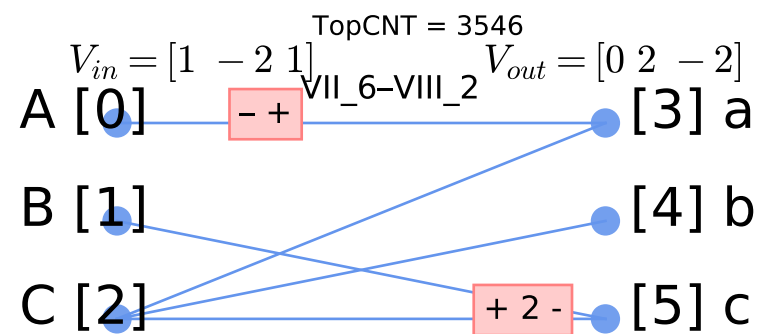 TopCNT = 3546
V_in = [1 −2 1] V_out = [0 2 −2]
VII_6–VIII_2
A [0] – + [3] a
B [1] [4] b
C [2] + 2 - [5] c